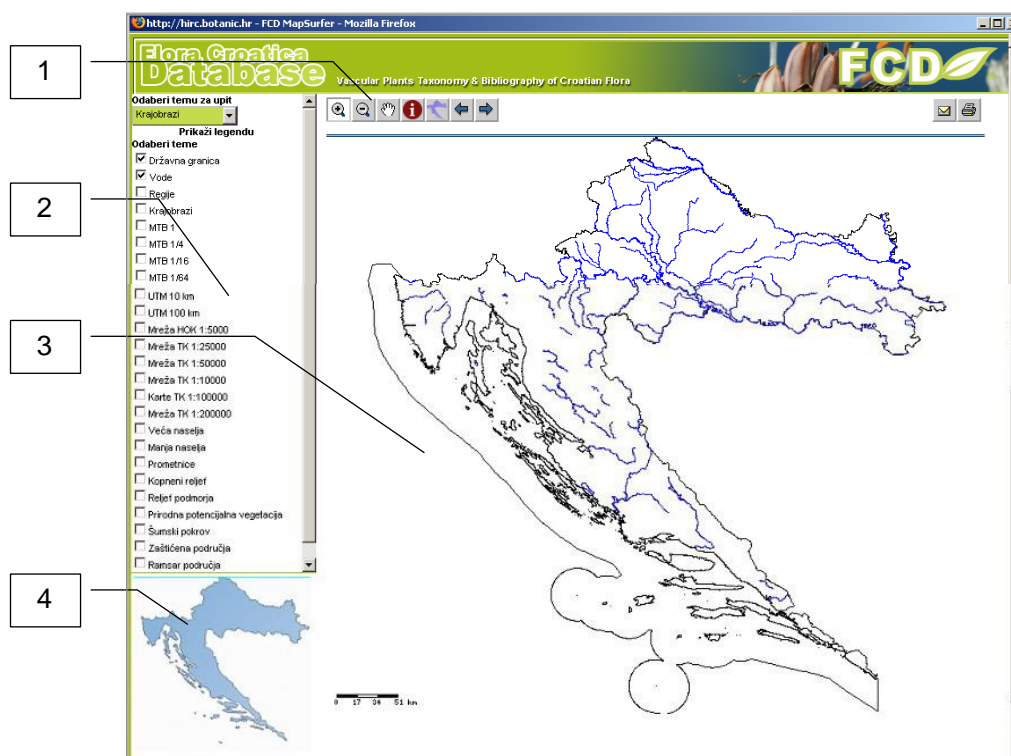 http://hirc.botanic.hr - FCD MapSurfer - Mozilla Firefox
Flora Croatica
Database
Vascular Plants Taxonomy & Bibliography of Croatian Flora
FCD
1
2
3
4
Odaberi temu za upit
Krajobrazi
Prikaži legendu
Odaberi teme
Državna granica
Vode
Regije
Krajobrazi
MTB 1
MTB 1/4
MTB 1/16
MTB 1/64
UTM 10 km
UTM 100 km
Mreža HOK 1:5000
Mreža TK 1:25000
Mreža TK 1:50000
Mreža TK 1:10000
Karte TK 1:100000
Mreža TK 1:200000
Veća naselja
Manja naselja
Prometnice
Kopneni reljef
Reljef podmorja
Prirodna potencijalna vegetacija
Šumski pokrov
Zaštićena područja
Ramsar područja
0 17 34 51 km